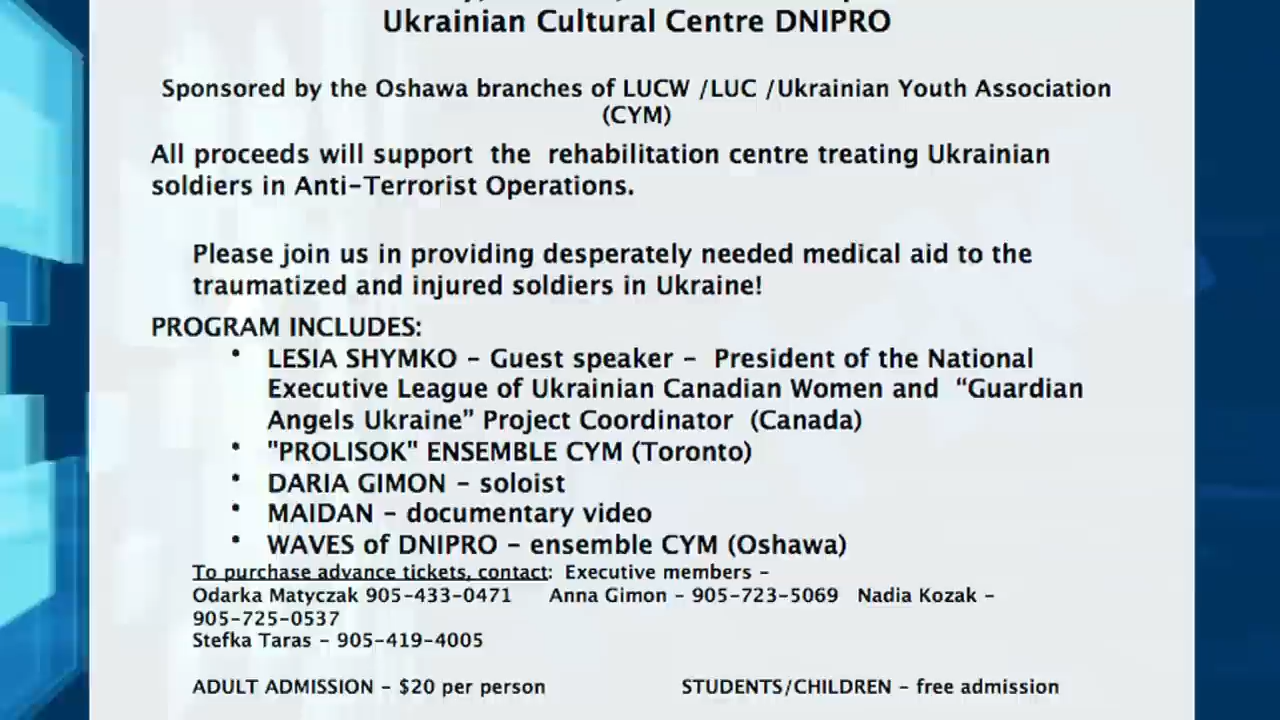 Ukrainian Cultural Centre DNIPRO
Sponsored by the Oshawa branches of LUCW /LUC /Ukrainian Youth Association
(CYM)
All proceeds will support the rehabilitation centre treating Ukrainian
soldiers in Anti-Terrorist Operations.
Please join us in providing desperately needed medical aid to the
traumatized and injured soldiers in Ukraine!
PROGRAM INCLUDES:
• LESIA SHYMKO – Guest speaker – President of the National
Executive League of Ukrainian Canadian Women and “Guardian
Angels Ukraine” Project Coordinator (Canada)
• "PROLISOK" ENSEMBLE CYM (Toronto)
• DARIA GIMON – soloist
• MAIDAN – documentary video
• WAVES of DNIPRO – ensemble CYM (Oshawa)
To purchase advance tickets, contact: Executive members –
Odarka Matyczak 905-433-0471 Anna Gimon – 905-723-5069 Nadia Kozak –
905-725-0537
Stefka Taras – 905-419-4005
ADULT ADMISSION – $20 per person STUDENTS/CHILDREN – free admission